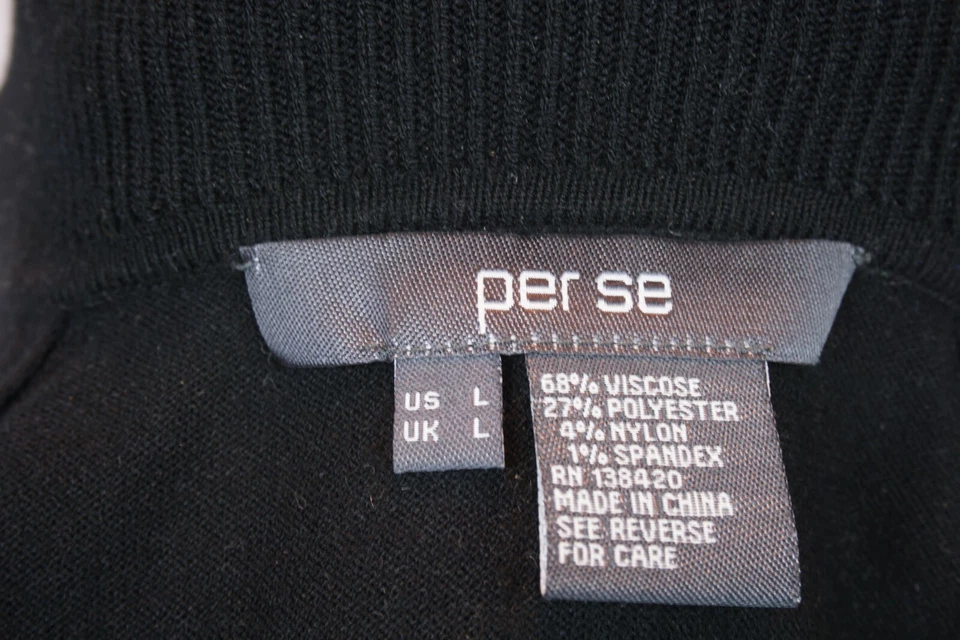 per se
US L
UK L
68% VISCOSE
27% POLYESTER
4% NYLON
1% SPANDEX
RN 138420
MADE IN CHINA
SEE REVERSE
FOR CARE